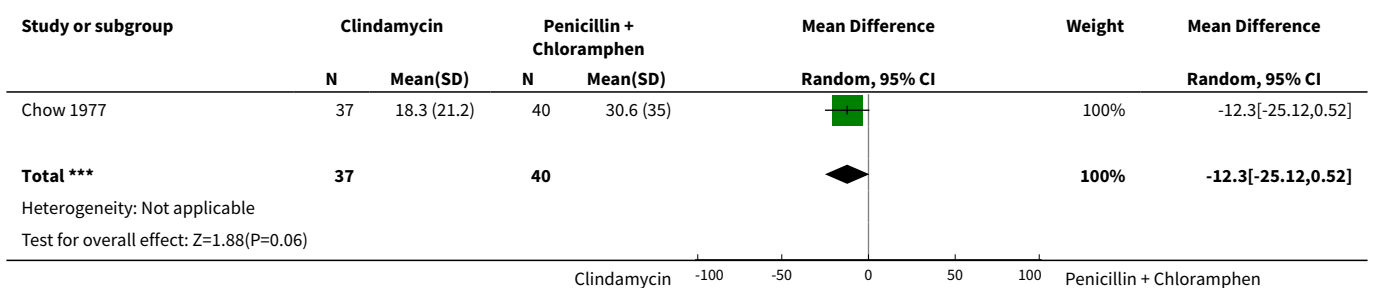 Study or subgroup Clindamycin Penicillin + Chloramphen Mean Difference Weight Mean Difference
N Mean(SD) N Mean(SD) Random, 95% CI Random, 95% CI
Chow 1977 37 18.3 (21.2) 40 30.6 (35) 100% -12.3[-25.12,0.52]
Total *** 37 40 100% -12.3[-25.12,0.52]
Heterogeneity: Not applicable
Test for overall effect: Z=1.88(P=0.06)
Clindamycin -100 -50 0 50 100 Penicillin + Chloramphen